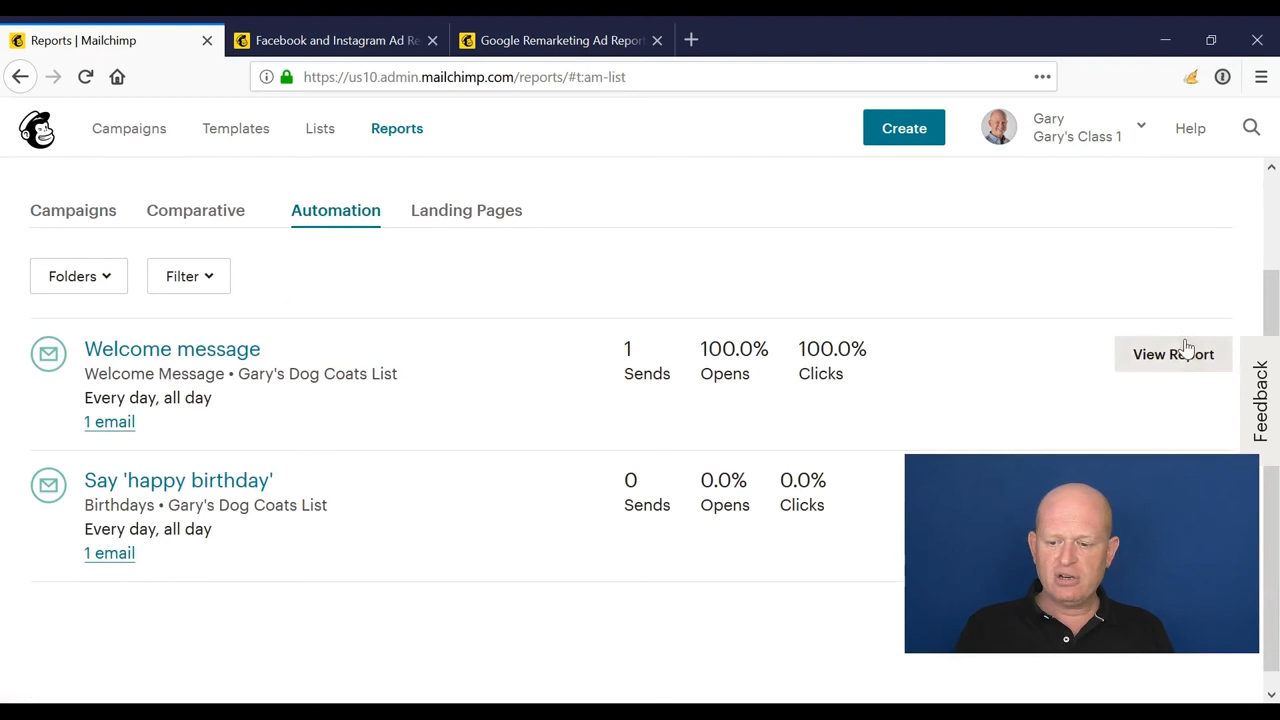 Reports | Mailchimp
Facebook and Instagram Ad Re
Google Remarketing Ad Report
https://us10.admin.mailchimp.com/reports/#t:am-list
Campaigns
Templates
Lists
Reports
Create
Gary
Gary's Class 1
Help
Campaigns
Comparative
Automation
Landing Pages
Folders
Filter
Welcome message
Welcome Message • Gary's Dog Coats List
Every day, all day
1 email
1
Sends
100.0%
Opens
100.0%
Clicks
View Report
Feedback
Say 'happy birthday'
Birthdays • Gary's Dog Coats List
Every day, all day
1 email
0
Sends
0.0%
Opens
0.0%
Clicks